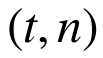 (t, n)